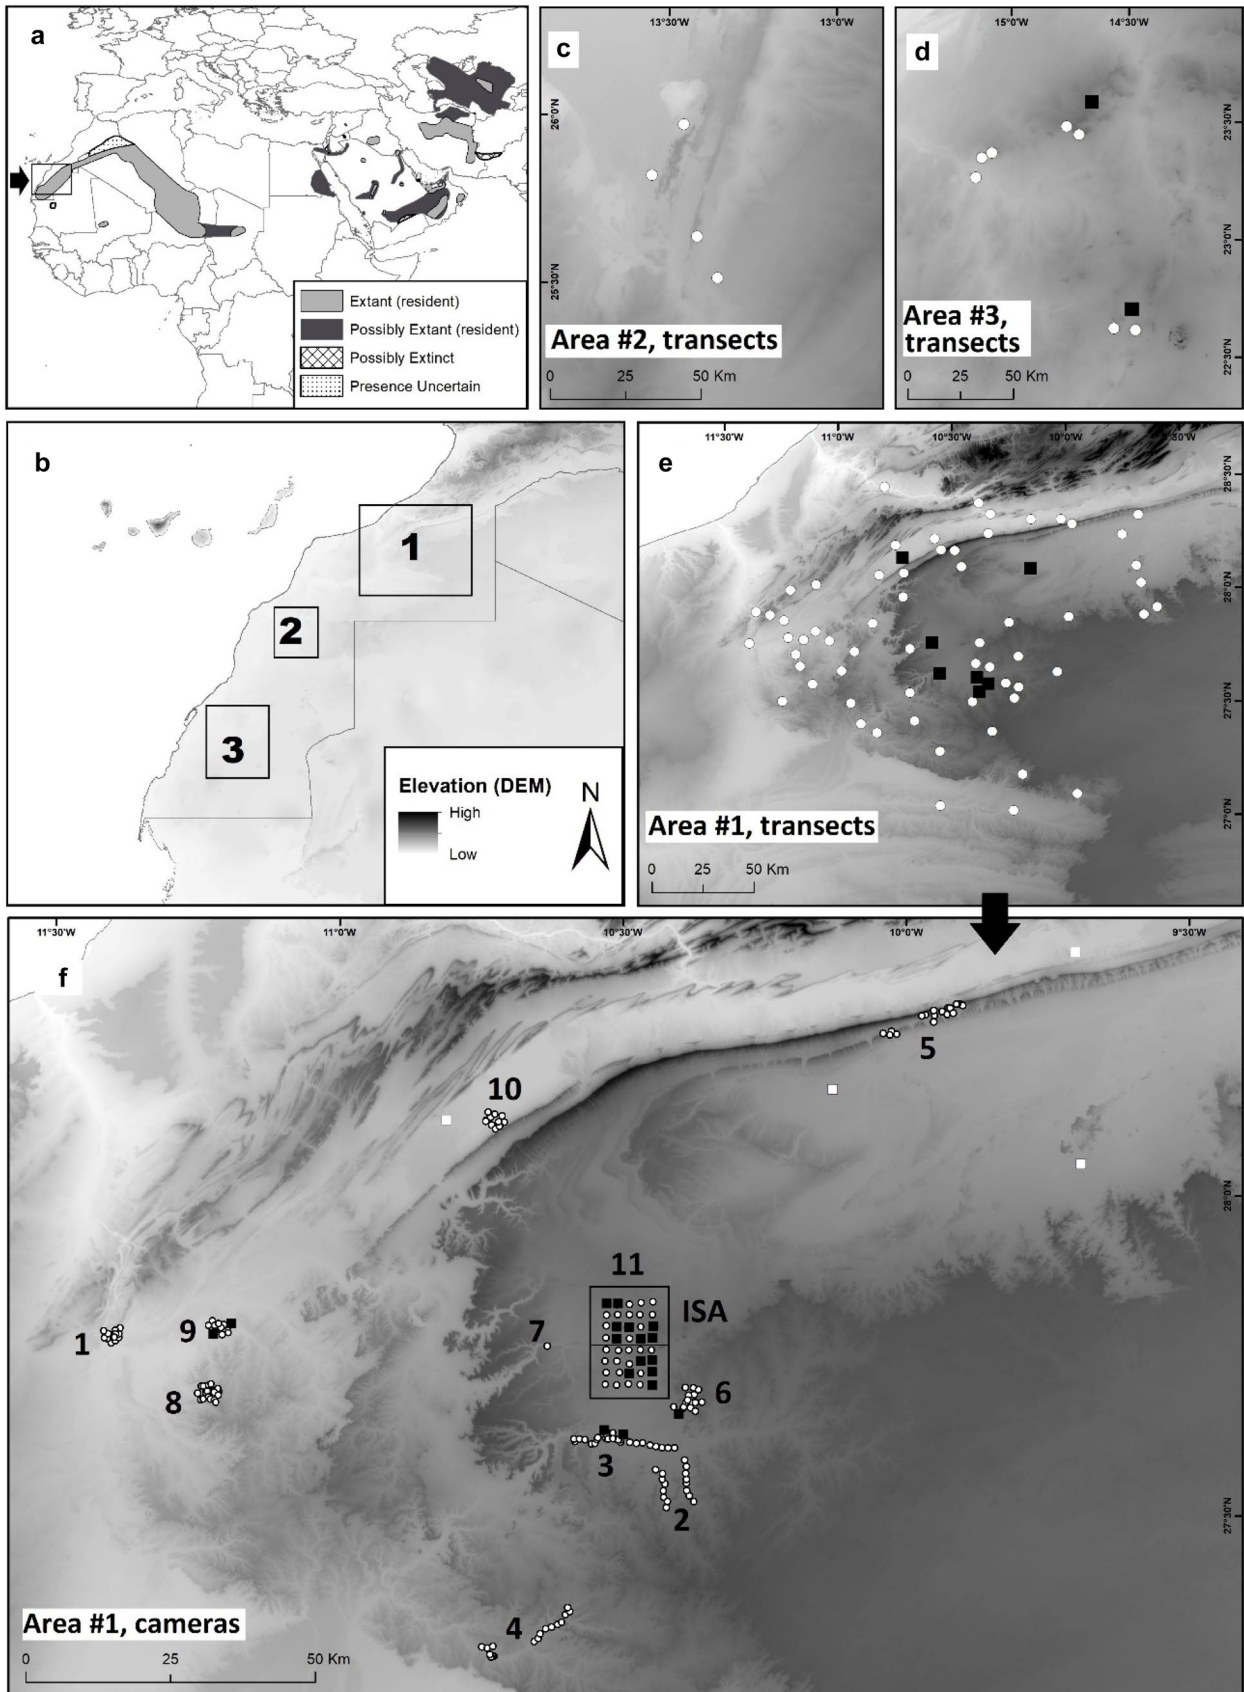 a
Extant (resident)
Possibly Extant (resident)
Possibly Extinct
Presence Uncertain
c
13°30'W
13°0'W
26°0'N
25°30'N
Area #2, transects
0 25 50 Km
d
15°0'W
14°30'W
23°30'N
23°0'N
22°30'N
Area #3,
transects
0 25 50 Km
b
1
2
3
Elevation (DEM)
High
Low
N
e
11°30'W
11°0'W
10°30'W
10°0'W
28°30'N
28°0'N
27°30'N
27°0'N
Area #1, transects
0 25 50 Km
f
11°30'W
11°0'W
10°30'W
10°0'W
9°30'W
28°0'N
27°30'N
5
10
11
ISA
1
9
7
8
6
3
2
4
Area #1, cameras
0 25 50 Km